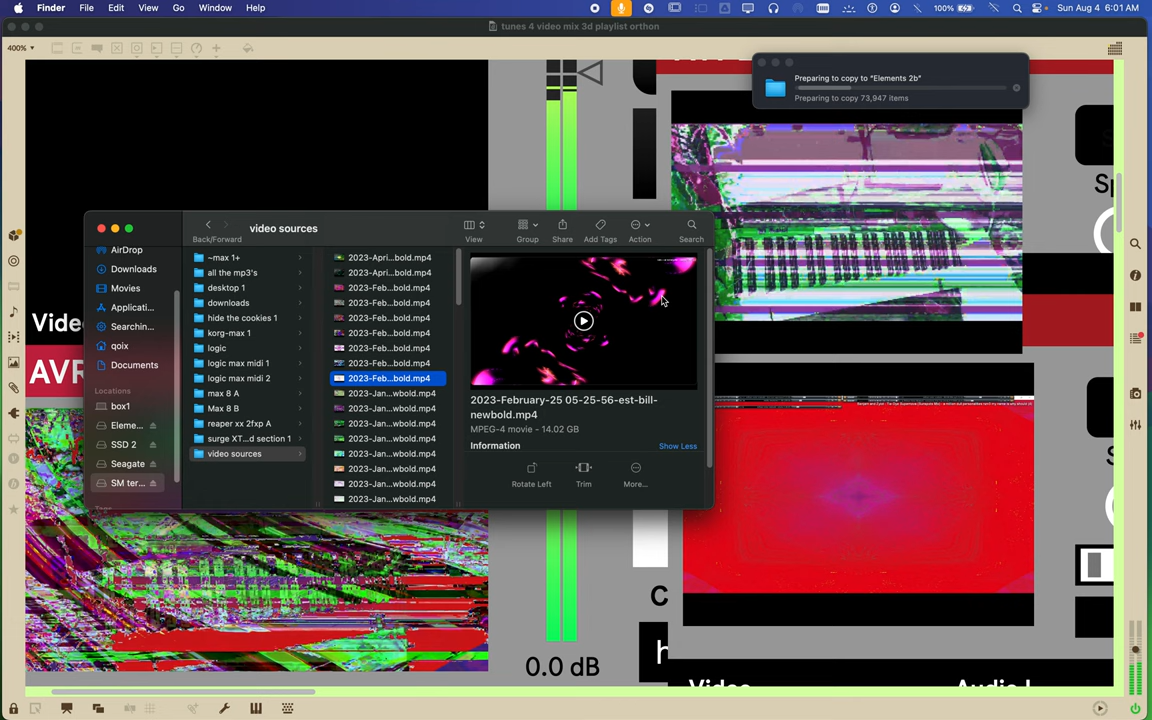 Finder File Edit View Go Window Help
100% Sun Aug 4 6:01 AM
tunes 4 video mix 3d playlist orthon
400%
Preparing to copy to "Elements 2b"
Preparing to copy 73,947 items
Sp
video sources
Back/Forward
View
Group
Share
Add Tags
Action
Search
AirDrop
Downloads
Movies
Applicati...
Searchin...
qoix
Documents
Locations
box1
Eleme...
SSD 2
Seagate
SM ter...
~max 1+
all the mp3's
desktop 1
downloads
hide the cookies 1
korg-max 1
logic
logic max midi 1
logic max midi 2
max 8 A
Max 8 B
reaper xx 2fxp A
surge XT...d section 1
video sources
2023-Apri...bold.mp4
2023-Apri...bold.mp4
2023-Feb...bold.mp4
2023-Feb...bold.mp4
2023-Feb...bold.mp4
2023-Feb...bold.mp4
2023-Feb...bold.mp4
2023-Feb...bold.mp4
2023-Feb...bold.mp4
2023-Jan...wbold.mp4
2023-Jan...wbold.mp4
2023-Jan...wbold.mp4
2023-Jan...wbold.mp4
2023-Jan...wbold.mp4
2023-Jan...wbold.mp4
2023-Jan...wbold.mp4
2023-Jan...wbold.mp4
2023-February-25 05-25-56-est-bill-
newbold.mp4
MPEG-4 movie - 14.02 GB
Information
Show Less
Rotate Left
Trim
More...
Vide
AVR
0.0 dB
C
h
S
Video
Audio